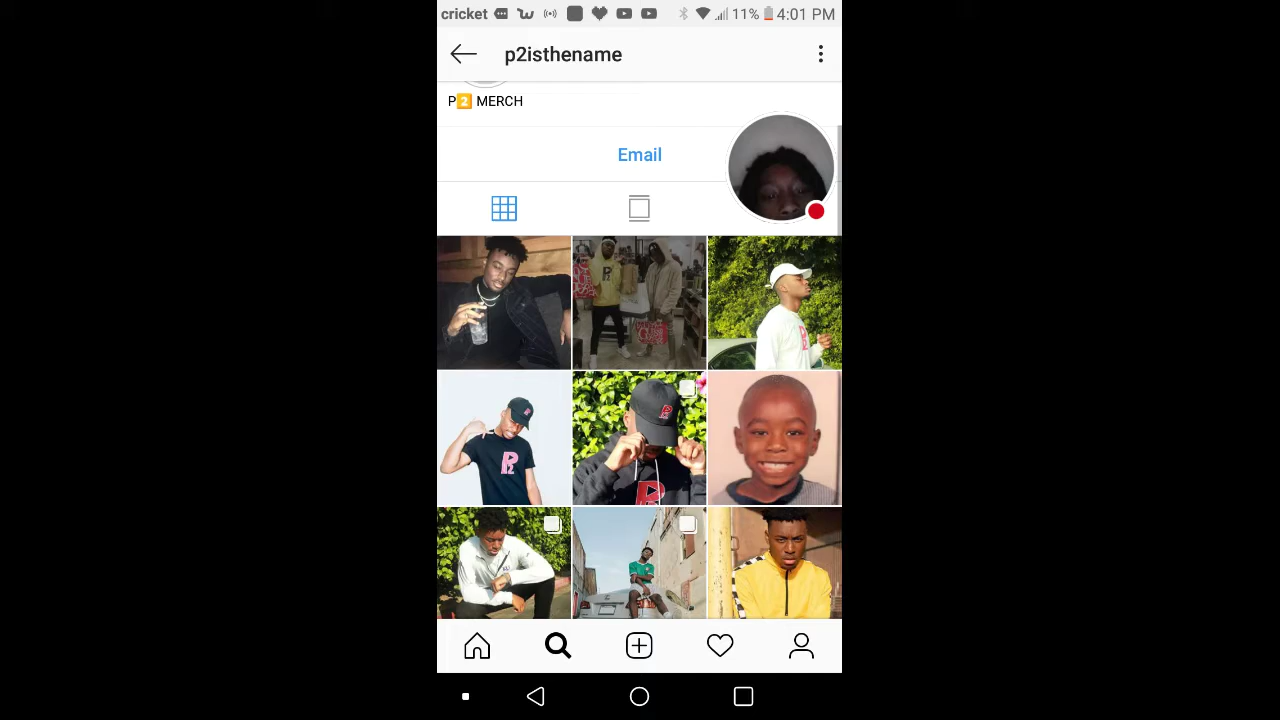 cricket 11% 4:01 PM
p2isthename
P2️⃣ MERCH
Email